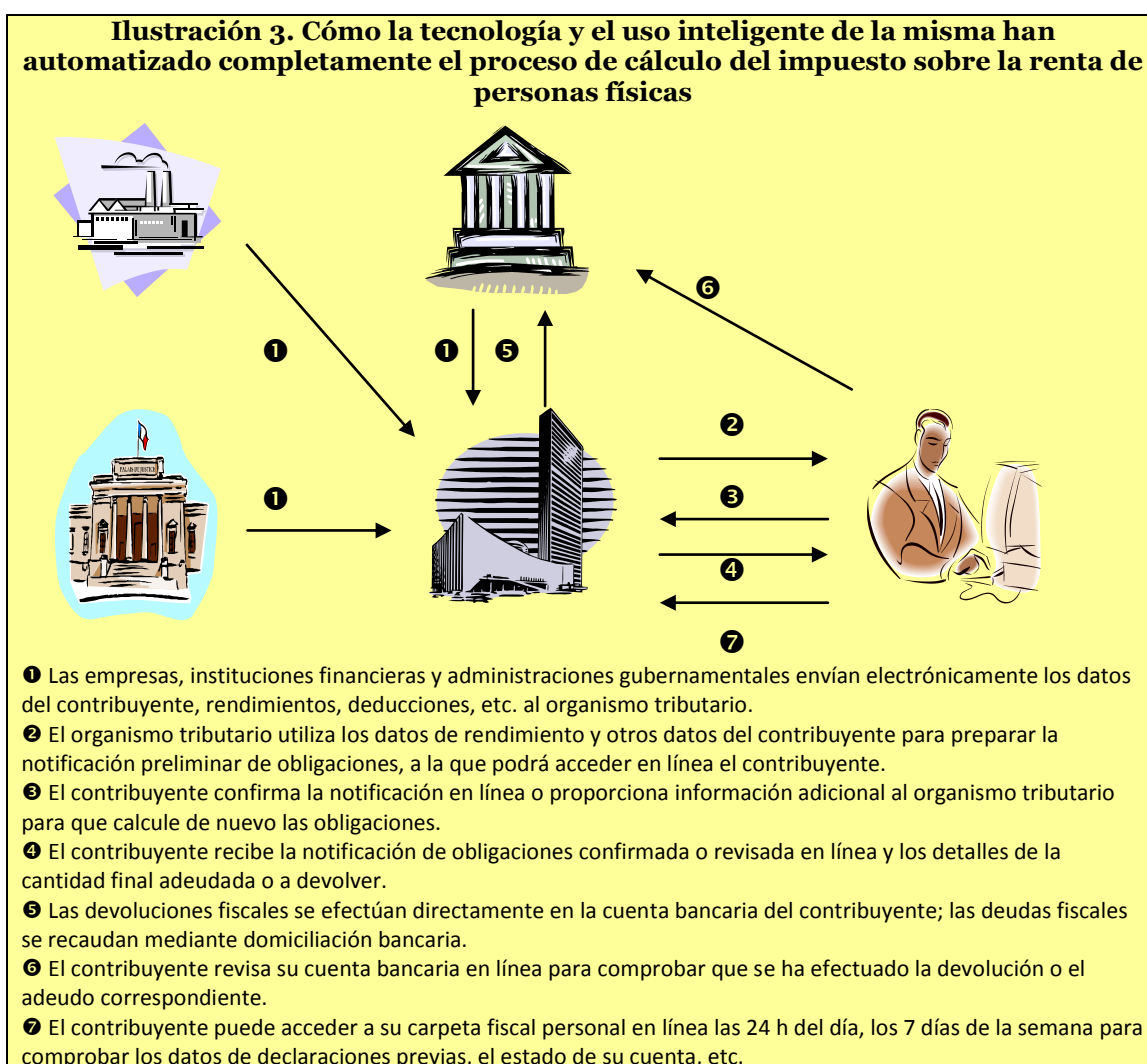 Ilustración 3. Cómo la tecnología y el uso inteligente de la misma han
automatizado completamente el proceso de cálculo del impuesto sobre la renta de
personas físicas
❻
❶
❶ ❺
PALAIS DE JUSTICE
❶
❷
❸
❹
❼
❶ Las empresas, instituciones financieras y administraciones gubernamentales envían electrónicamente los datos
del contribuyente, rendimientos, deducciones, etc. al organismo tributario.
❷ El organismo tributario utiliza los datos de rendimiento y otros datos del contribuyente para preparar la
notificación preliminar de obligaciones, a la que podrá acceder en línea el contribuyente.
❸ El contribuyente confirma la notificación en línea o proporciona información adicional al organismo tributario
para que calcule de nuevo las obligaciones.
❹ El contribuyente recibe la notificación de obligaciones confirmada o revisada en línea y los detalles de la
cantidad final adeudada o a devolver.
❺ Las devoluciones fiscales se efectúan directamente en la cuenta bancaria del contribuyente; las deudas fiscales
se recaudan mediante domiciliación bancaria.
❻ El contribuyente revisa su cuenta bancaria en línea para comprobar que se ha efectuado la devolución o el
adeudo correspondiente.
❼ El contribuyente puede acceder a su carpeta fiscal personal en línea las 24 h del día, los 7 días de la semana para
comprobar los datos de declaraciones previas, el estado de su cuenta, etc.